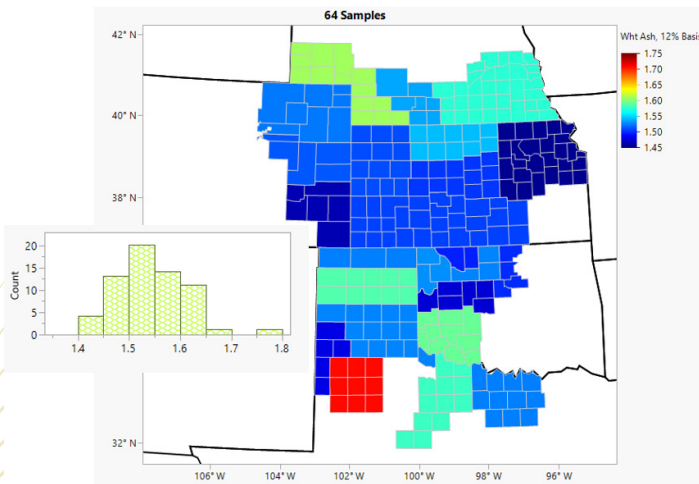 64 Samples
42° N
40° N
38° N
32° N
106° W 104° W 102° W 100° W 98° W 96° W
Wht Ash, 12% Basis
1.75
1.70
1.65
1.60
1.55
1.50
1.45
Count
20
15
10
5
0
1.4 1.5 1.6 1.7 1.8